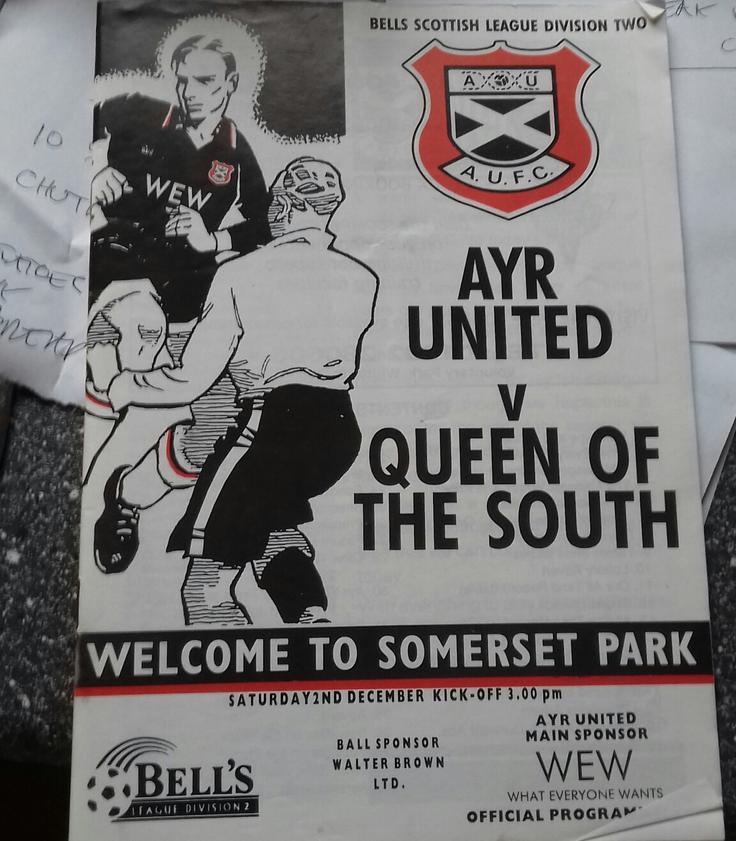 BELLS SCOTTISH LEAGUE DIVISION TWO
A U
A.U.F.C.
WEW
AYR
UNITED
V
QUEEN OF
THE SOUTH
WELCOME TO SOMERSET PARK
SATURDAY 2ND DECEMBER KICK-OFF 3.00 pm
BELL'S
LEAGUE DIVISION 2
BALL SPONSOR
WALTER BROWN
LTD.
AYR UNITED
MAIN SPONSOR
WEW
WHAT EVERYONE WANTS
OFFICIAL PROGRAM
10